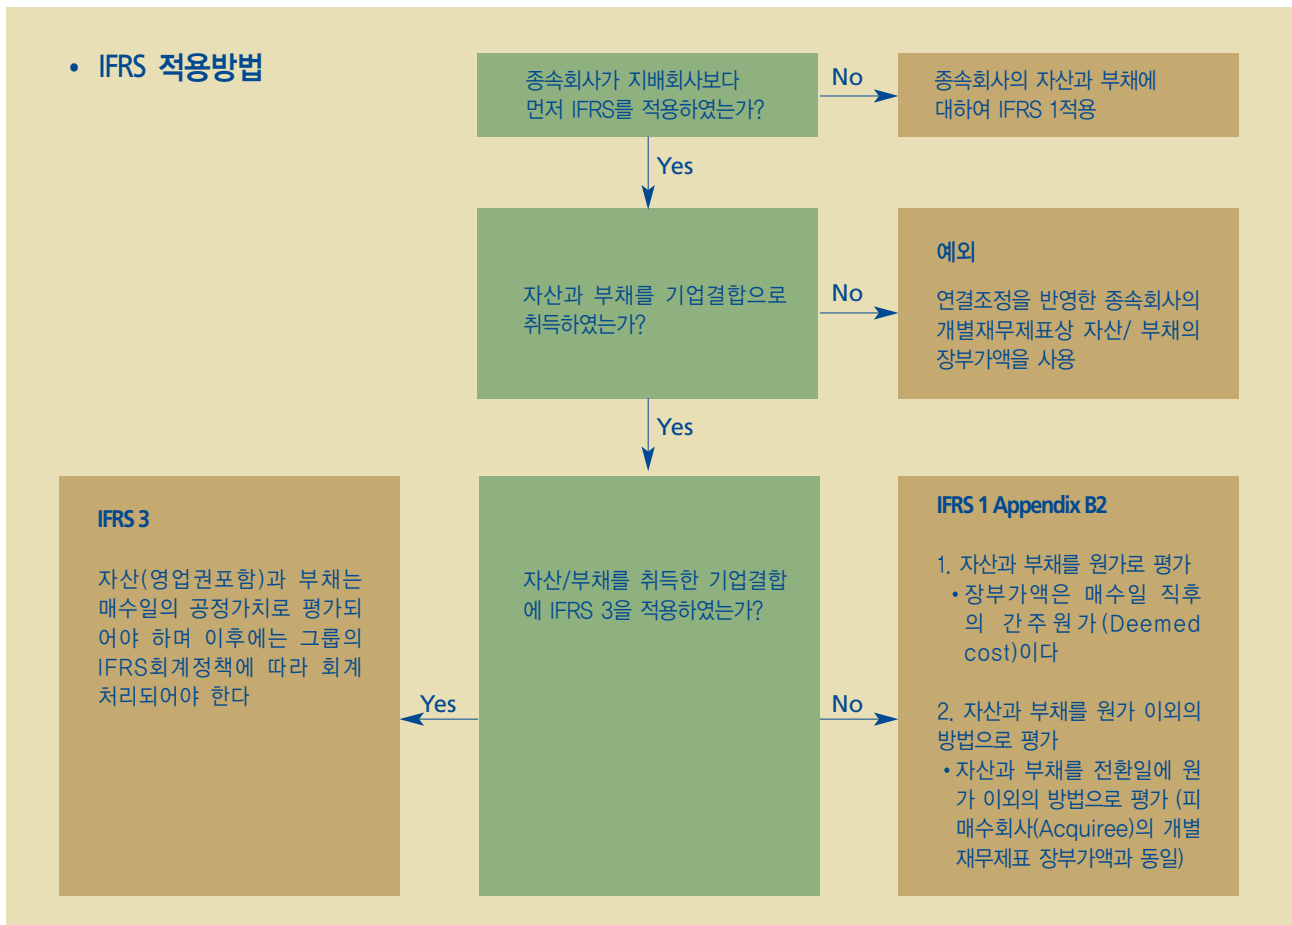 • IFRS 적용방법
종속회사가 지배회사보다
먼저 IFRS를 적용하였는가?
No
종속회사의 자산과 부채에
대하여 IFRS 1적용
Yes
자산과 부채를 기업결합으로
취득하였는가?
No
예외
연결조정을 반영한 종속회사의
개별재무제표상 자산/ 부채의
장부가액을 사용
Yes
IFRS 3
자산(영업권포함)과 부채는
매수일의 공정가치로 평가되
어야 하며 이후에는 그룹의
IFRS회계정책에 따라 회계
처리되어야 한다
Yes
자산/부채를 취득한 기업결합
에 IFRS 3을 적용하였는가?
No
IFRS 1 Appendix B2
1. 자산과 부채를 원가로 평가
• 장부가액은 매수일 직후
의 간주원가(Deemed
cost)이다
2. 자산과 부채를 원가 이외의
방법으로 평가
• 자산과 부채를 전환일에 원
가 이외의 방법으로 평가 (피
매수회사(Acquiree)의 개별
재무제표 장부가액과 동일)